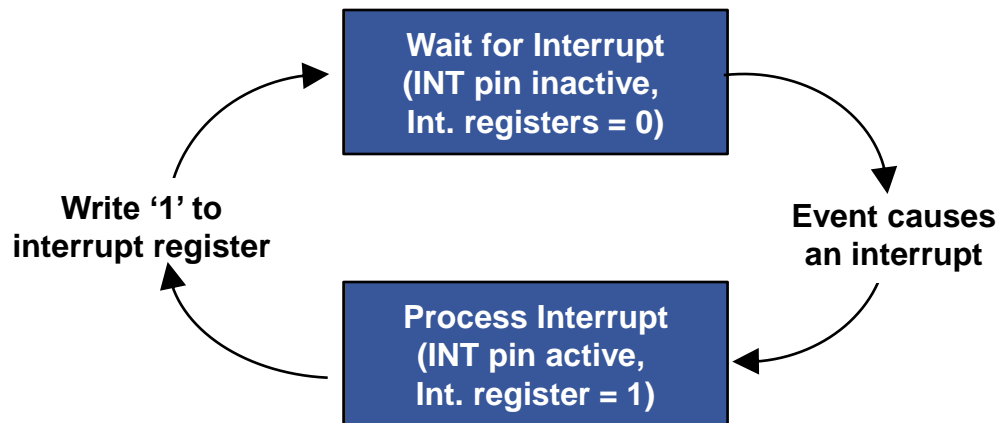 Wait for Interrupt
(INT pin inactive,
Int. registers = 0)
Write ‘1’ to
interrupt register
Event causes
an interrupt
Process Interrupt
(INT pin active,
Int. register = 1)